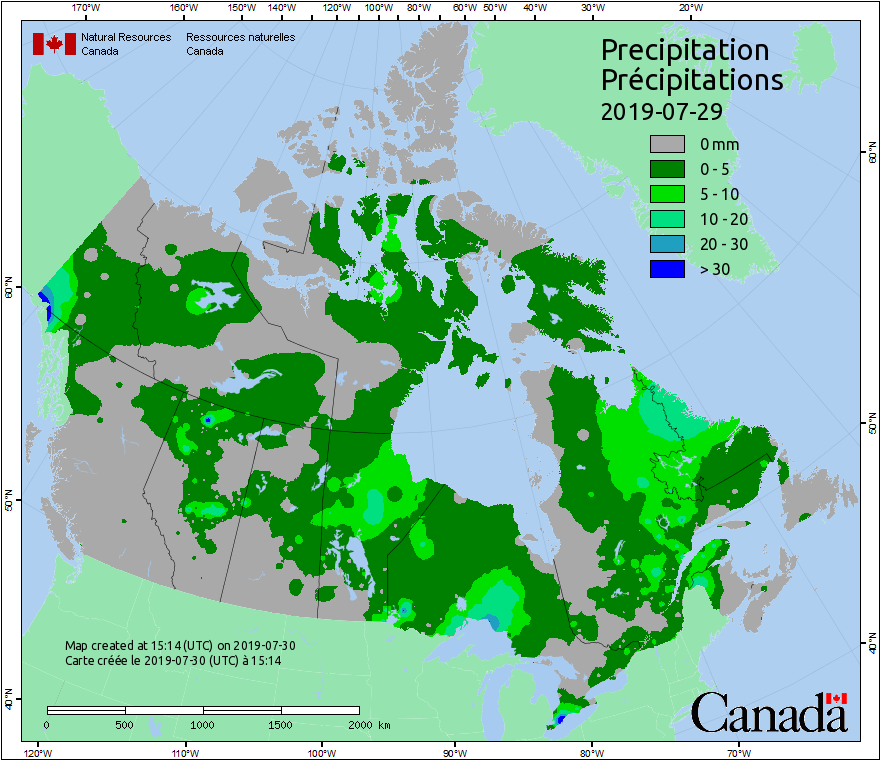 170°W 160°W 150°W 140°W 120°W 100°W 80°W 60°W 50°W 40°W 30°W 20°W
Natural Resources Ressources naturelles
Canada Canada
Precipitation
Précipitations
2019-07-29
0 mm
0 - 5
5 - 10
10 - 20
20 - 30
> 30
60°N 60°N
50°N 50°N
40°N 40°N
Map created at 15:14 (UTC) on 2019-07-30
Carte créée le 2019-07-30 (UTC) à 15:14
0 500 1000 1500 2000 km
Canada
120°W 110°W 100°W 90°W 80°W 70°W